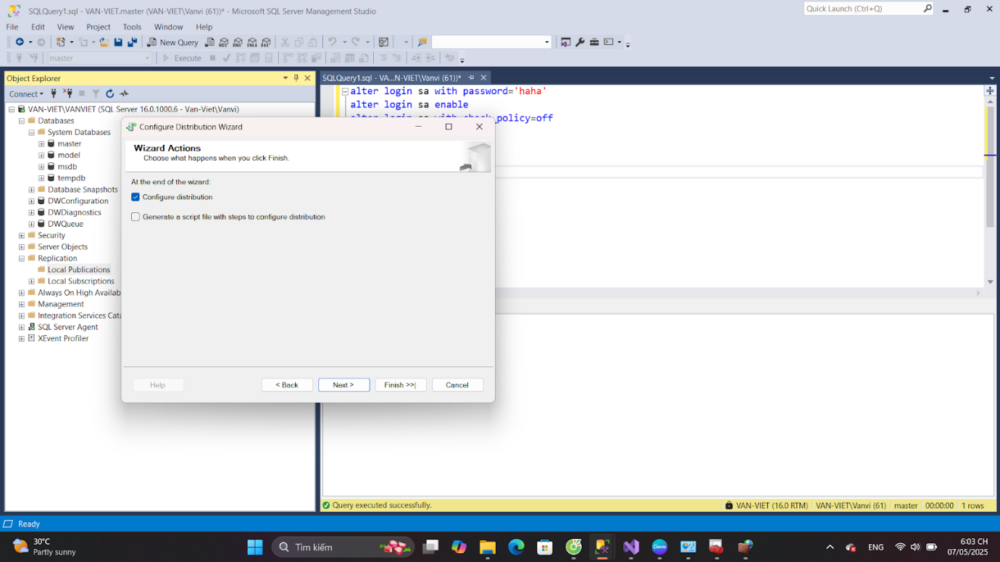 SQLQuery1.sql - VAN-VIET.master (VAN-VIET\Vanvi (61))* - Microsoft SQL Server Management Studio
Quick Launch (Ctrl+Q)
File Edit View Project Tools Window Help
New Query
master
Execute
Object Explorer
Connect
VAN-VIET\VANVIET (SQL Server 16.0.1000.6 - Van-Viet\Vanvi)
Databases
System Databases
master
model
msdb
tempdb
Database Snapshots
DWConfiguration
DWDiagnostics
DWQueue
Security
Server Objects
Replication
Local Publications
Local Subscriptions
Always On High Availab
Management
Integration Services Cata
SQL Server Agent
XEvent Profiler
SQLQuery1.sql - VA...N-VIET\Vanvi (61))*
alter login sa with password='haha'
alter login sa enable
alter login sa with check_policy=off
Configure Distribution Wizard
Wizard Actions
Choose what happens when you click Finish.
At the end of the wizard:
Configure distribution
Generate a script file with steps to configure distribution
Help
< Back
Next >
Finish >>|
Cancel
Query executed successfully.
VAN-VIET (16.0 RTM) VAN-VIET\Vanvi (61) master 00:00:00 1 rows
Ready
30°C
Partly sunny
Tìm kiếm
ENG
6:03 CH
07/05/2025